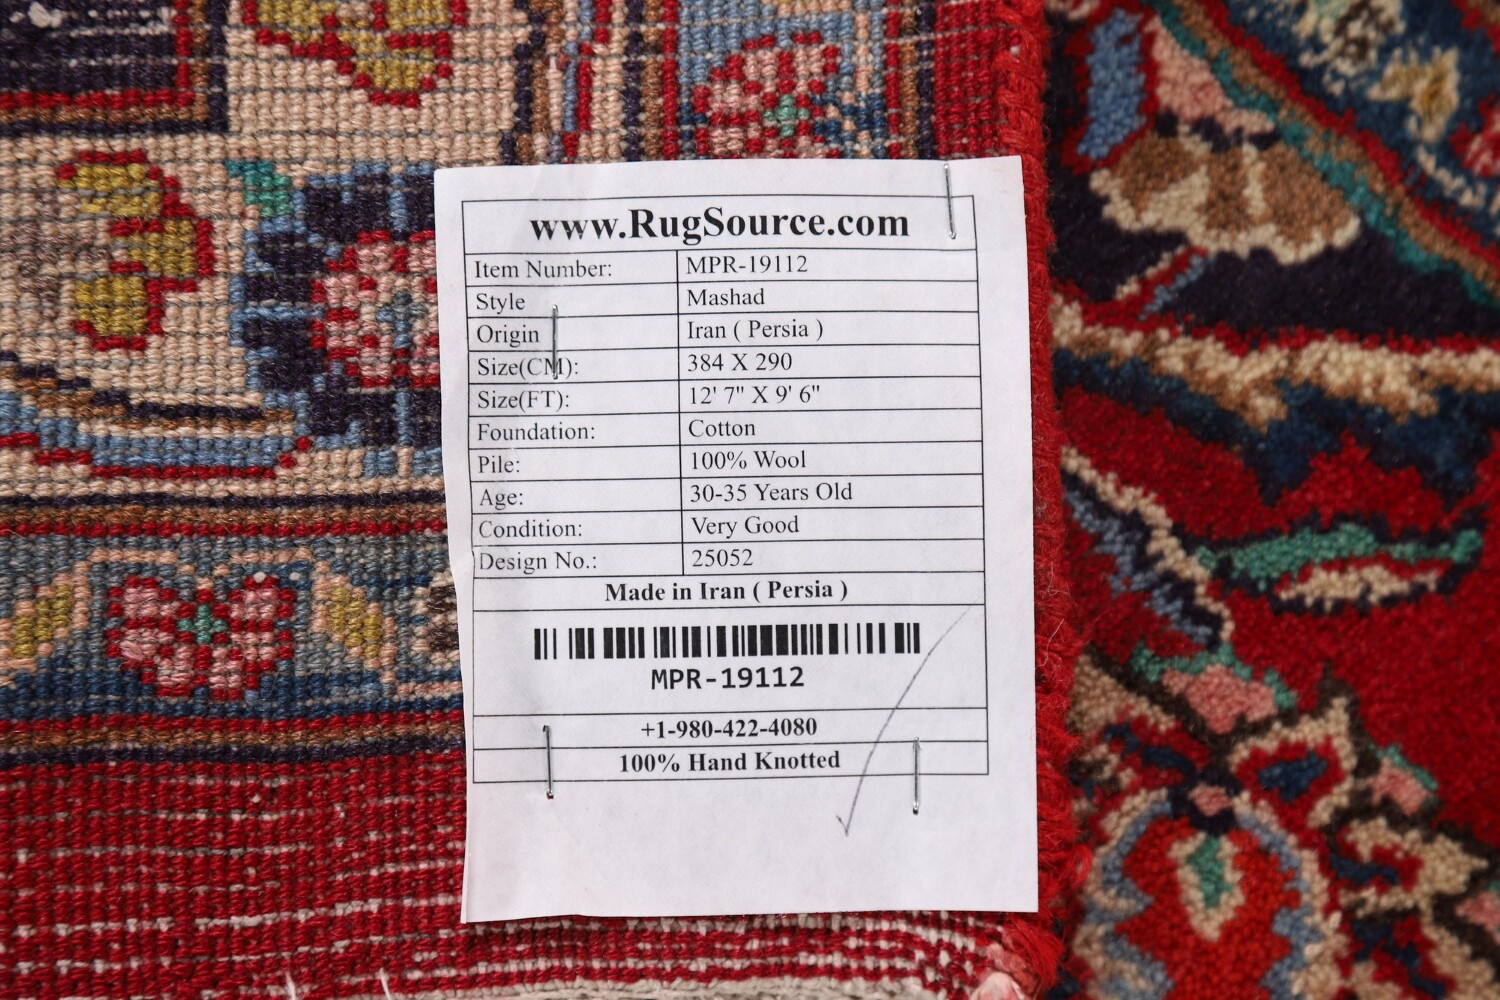 www.RugSource.com
Item Number: MPR-19112
Style Mashad
Origin Iran ( Persia )
Size(CM): 384 X 290
Size(FT): 12' 7" X 9' 6"
Foundation: Cotton
Pile: 100% Wool
Age: 30-35 Years Old
Condition: Very Good
Design No.: 25052
Made in Iran ( Persia )
MPR-19112
+1-980-422-4080
100% Hand Knotted